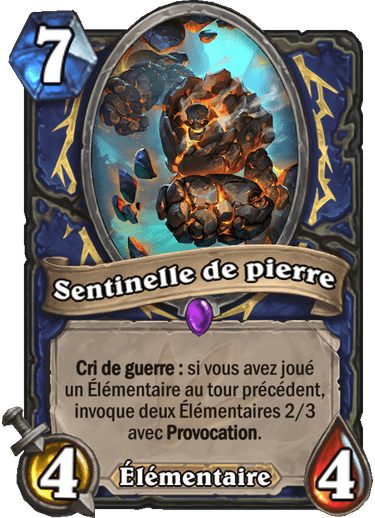 7
Sentinelle de pierre
Cri de guerre : si vous avez joué
un Élémentaire au tour précédent,
invoque deux Élémentaires 2/3
avec Provocation.
4
Élémentaire
4